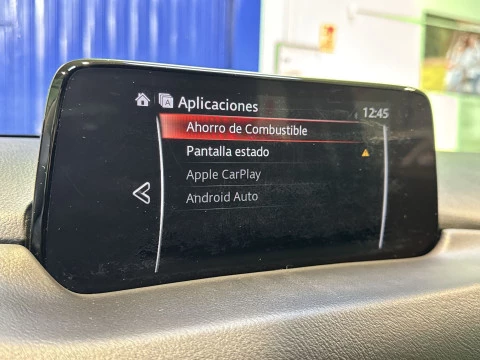 A Aplicaciones
12:45
Ahorro de Combustible
Pantalla estado
Apple CarPlay
Android Auto